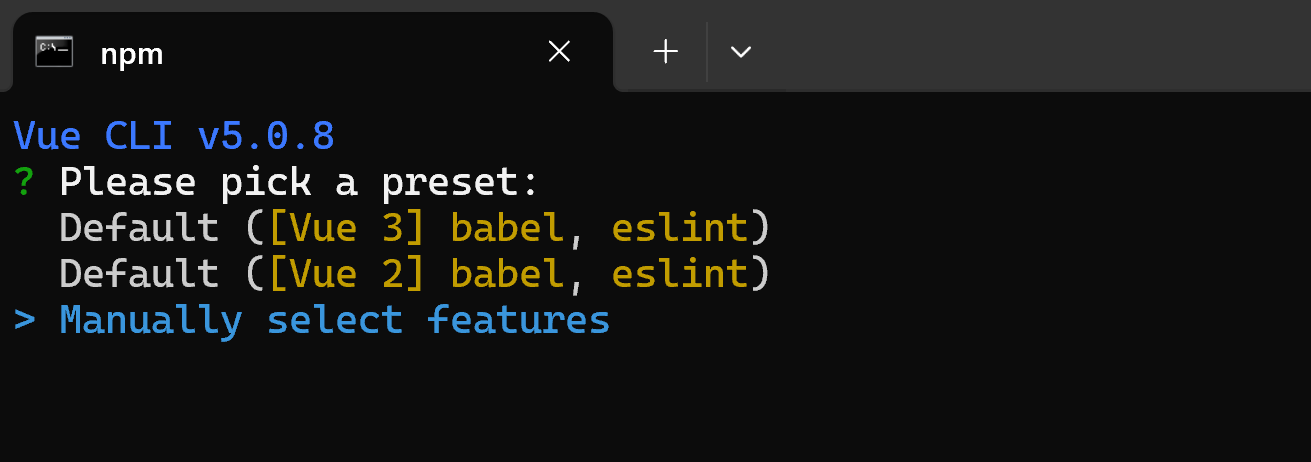 npm
Vue CLI v5.0.8
? Please pick a preset:
Default ([Vue 3] babel, eslint)
Default ([Vue 2] babel, eslint)
> Manually select features